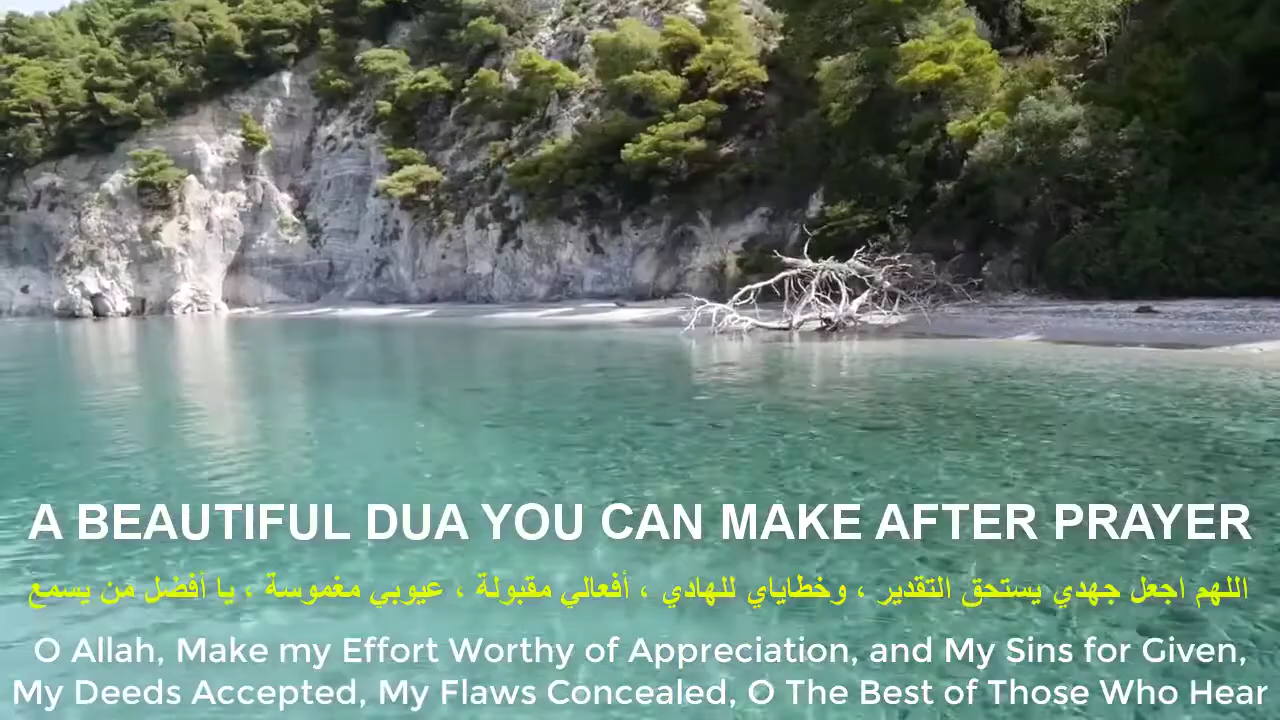 A BEAUTIFUL DUA YOU CAN MAKE AFTER PRAYER
اللهم اجعل جهدي يستحق التقدير ، وخطاياي للهادي ، أفعالي مقبولة ، عيوبي مغموسة ، يا أفضل من يسمع
O Allah, Make my Effort Worthy of Appreciation, and My Sins for Given,
My Deeds Accepted, My Flaws Concealed, O The Best of Those Who Hear